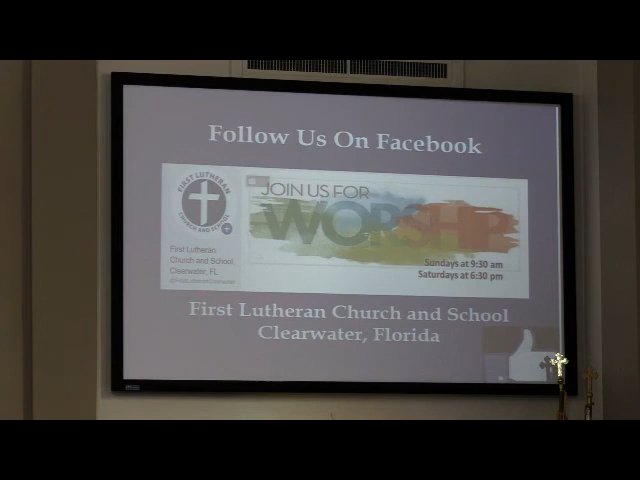 Follow Us On Facebook
FIRST LUTHERAN
CHURCH AND SCHOOL
JOIN US FOR
WORSHIP
First Lutheran
Church and School
Clearwater, FL
Sundays at 9:30 am
Saturdays at 6:30 pm
First Lutheran Church and School
Clearwater, Florida